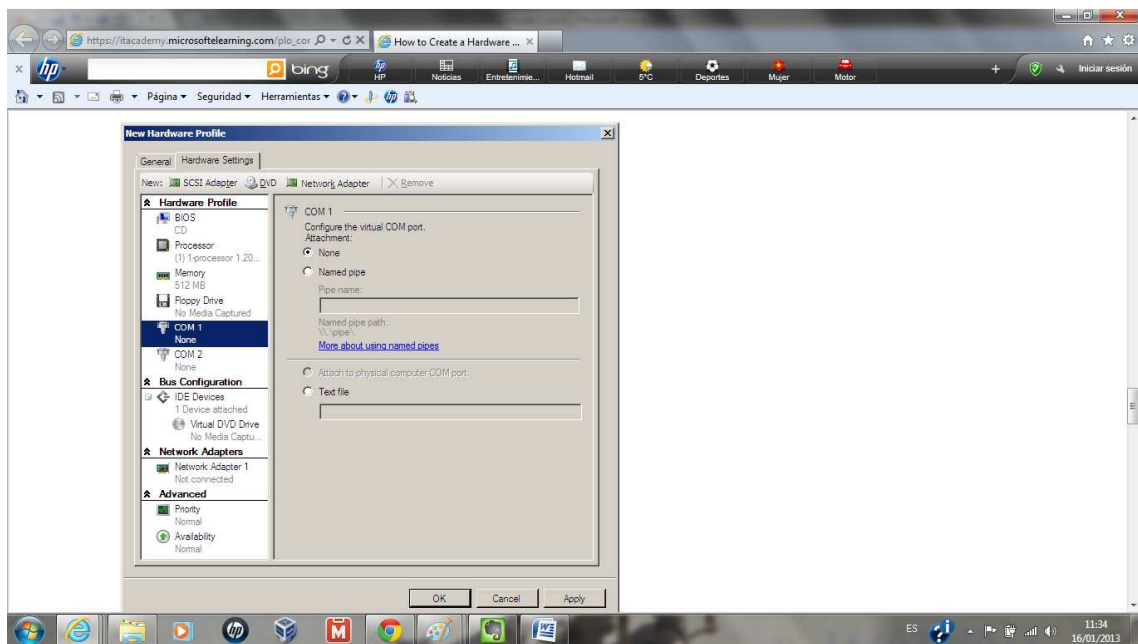 https://itacademy.microsoftelearning.com/plo_cor
How to Create a Hardware ...
hp
bing
HP
Noticias
Entretenimie...
Hotmail
5°C
Deportes
Mujer
Motor
Iniciar sesión
Página
Seguridad
Herramientas
New Hardware Profile
General
Hardware Settings
New: SCSI Adapter DVD Network Adapter Remove
Hardware Profile
BIOS
CD
Processor
(1) 1-processor 1.20...
Memory
512 MB
Floppy Drive
No Media Captured
COM 1
None
COM 2
None
Bus Configuration
IDE Devices
1 Device attached
Virtual DVD Drive
No Media Captu...
Network Adapters
Network Adapter 1
Not connected
Advanced
Priority
Normal
Availability
Normal
COM 1
Configure the virtual COM port.
Attachment:
None
Named pipe
Pipe name:
Named pipe path:
\\.\pipe\
More about using named pipes
Attach to physical computer COM port.
Text file
OK
Cancel
Apply
ES
11:34
16/01/2013